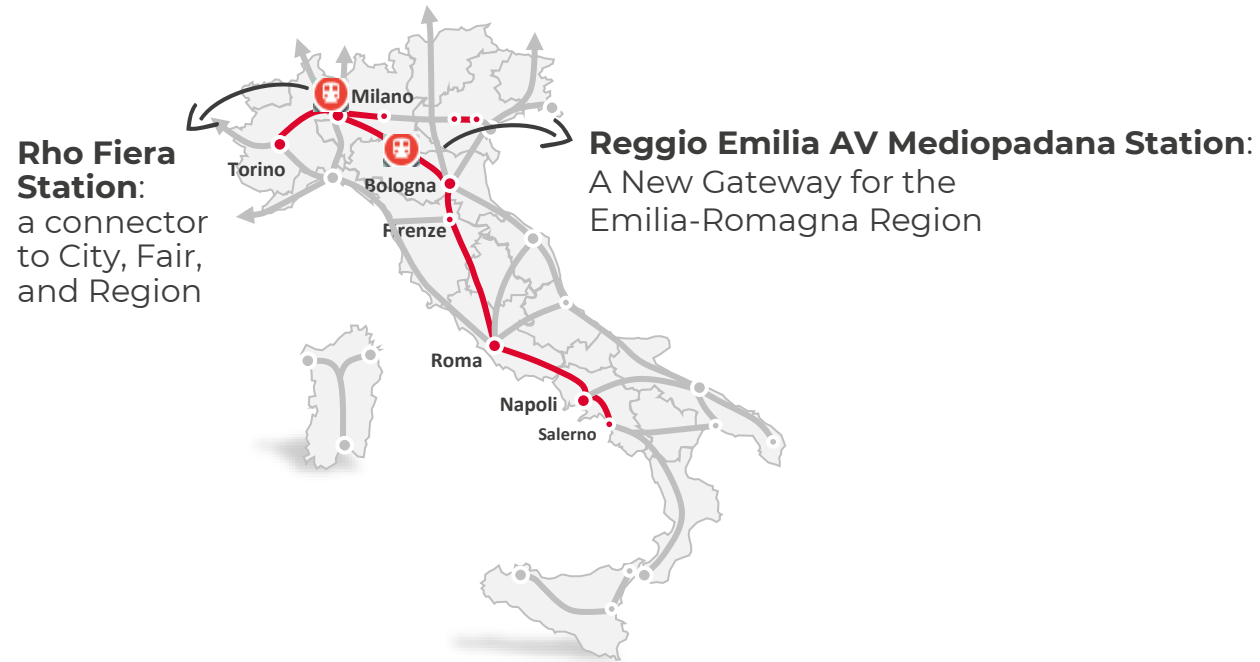 Milano
Rho Fiera
Station:
a connector
to City, Fair,
and Region
Torino
Bologna
Firenze
Reggio Emilia AV Mediopadana Station:
A New Gateway for the
Emilia-Romagna Region
Roma
Napoli
Salerno